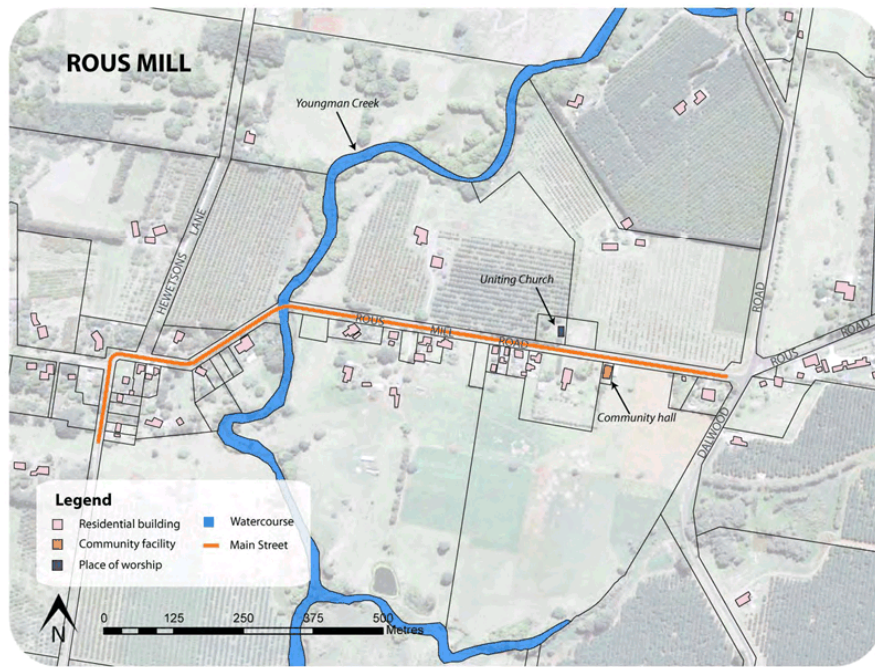 ROUS MILL
Youngman Creek
HEWETSONS LANE
Uniting Church
ROUS MILL ROAD
ROAD
ROUS ROAD
Community hall
DALWOOD
Legend
Residential building
Community facility
Place of worship
Watercourse
Main Street
N
0 125 250 375 500
Metres